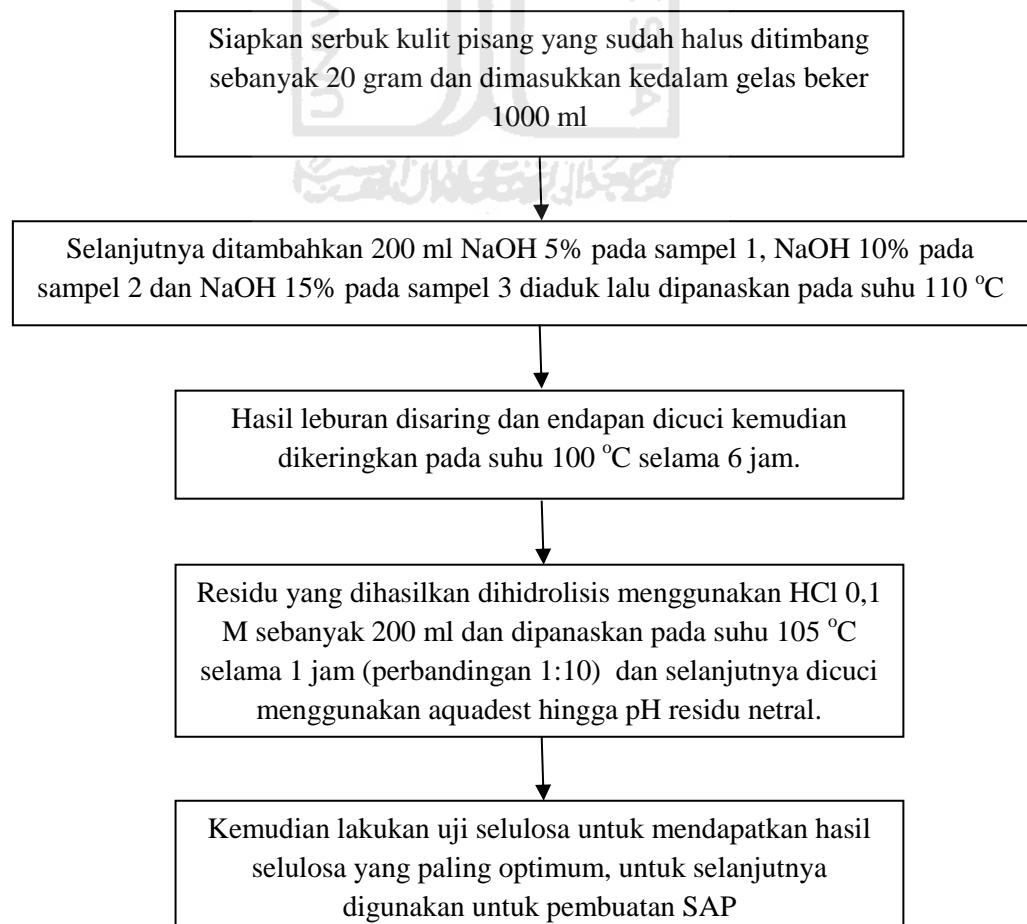 Siapkan serbuk kulit pisang yang sudah halus ditimbang
sebanyak 20 gram dan dimasukkan kedalam gelas beker
1000 ml
Selanjutnya ditambahkan 200 ml NaOH 5% pada sampel 1, NaOH 10% pada
sampel 2 dan NaOH 15% pada sampel 3 diaduk lalu dipanaskan pada suhu 110 °C
Hasil leburan disaring dan endapan dicuci kemudian
dikeringkan pada suhu 100 °C selama 6 jam.
Residu yang dihasilkan dihidrolisis menggunakan HCl 0,1
M sebanyak 200 ml dan dipanaskan pada suhu 105 °C
selama 1 jam (perbandingan 1:10) dan selanjutnya dicuci
menggunakan aquadest hingga pH residu netral.
Kemudian lakukan uji selulosa untuk mendapatkan hasil
selulosa yang paling optimum, untuk selanjutnya
digunakan untuk pembuatan SAP